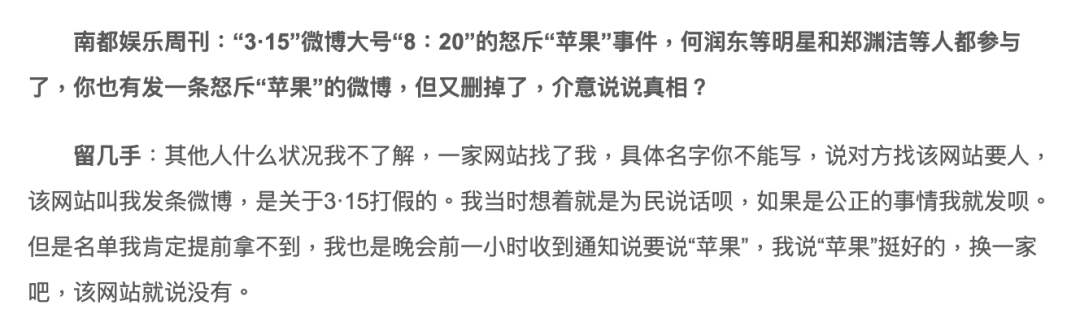 南都娱乐周刊：“3·15”微博大号“8：20”的怒斥“苹果”事件，何润东等明星和郑渊洁等人都参与
了，你也有发一条怒斥“苹果”的微博，但又删掉了，介意说说真相？
留几手：其他人什么状况我不了解，一家网站找了我，具体名字你不能写，说对方找该网站要人，
该网站叫我发条微博，是关于3·15打假的。我当时想着就是为民说话呗，如果是公正的事情我就发呗。
但是名单我肯定提前拿不到，我也是晚会前一小时收到通知说要说“苹果”，我说“苹果”挺好的，换一家
吧，该网站就说没有。